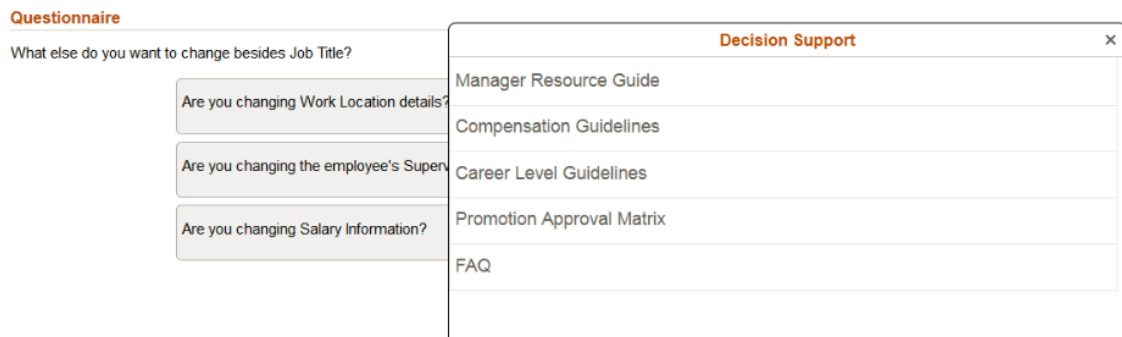 Questionnaire
What else do you want to change besides Job Title?
Are you changing Work Location details?
Are you changing the employee's
Are you changing Salary Information?
Decision Support
×
Manager Resource Guide
Compensation Guidelines
Career Level Guidelines
Promotion Approval Matrix
FAQ